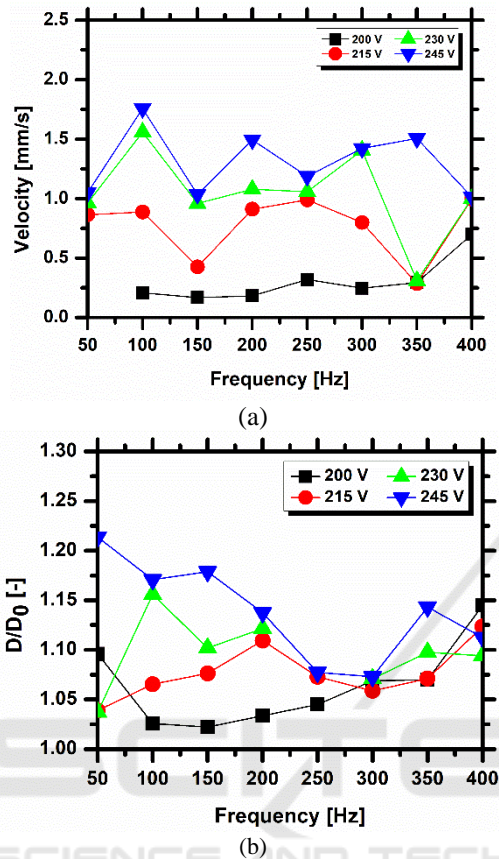 2.5
2.0
1.5
1.0
0.5
0.0
Velocity [mm/s]
200 V 230 V
215 V 245 V
50 100 150 200 250 300 350 400
Frequency [Hz]
(a)
1.30
1.25
1.20
1.15
1.10
1.05
1.00
D/D0 [-]
200 V 230 V
215 V 245 V
50 100 150 200 250 300 350 400
Frequency [Hz]
(b)